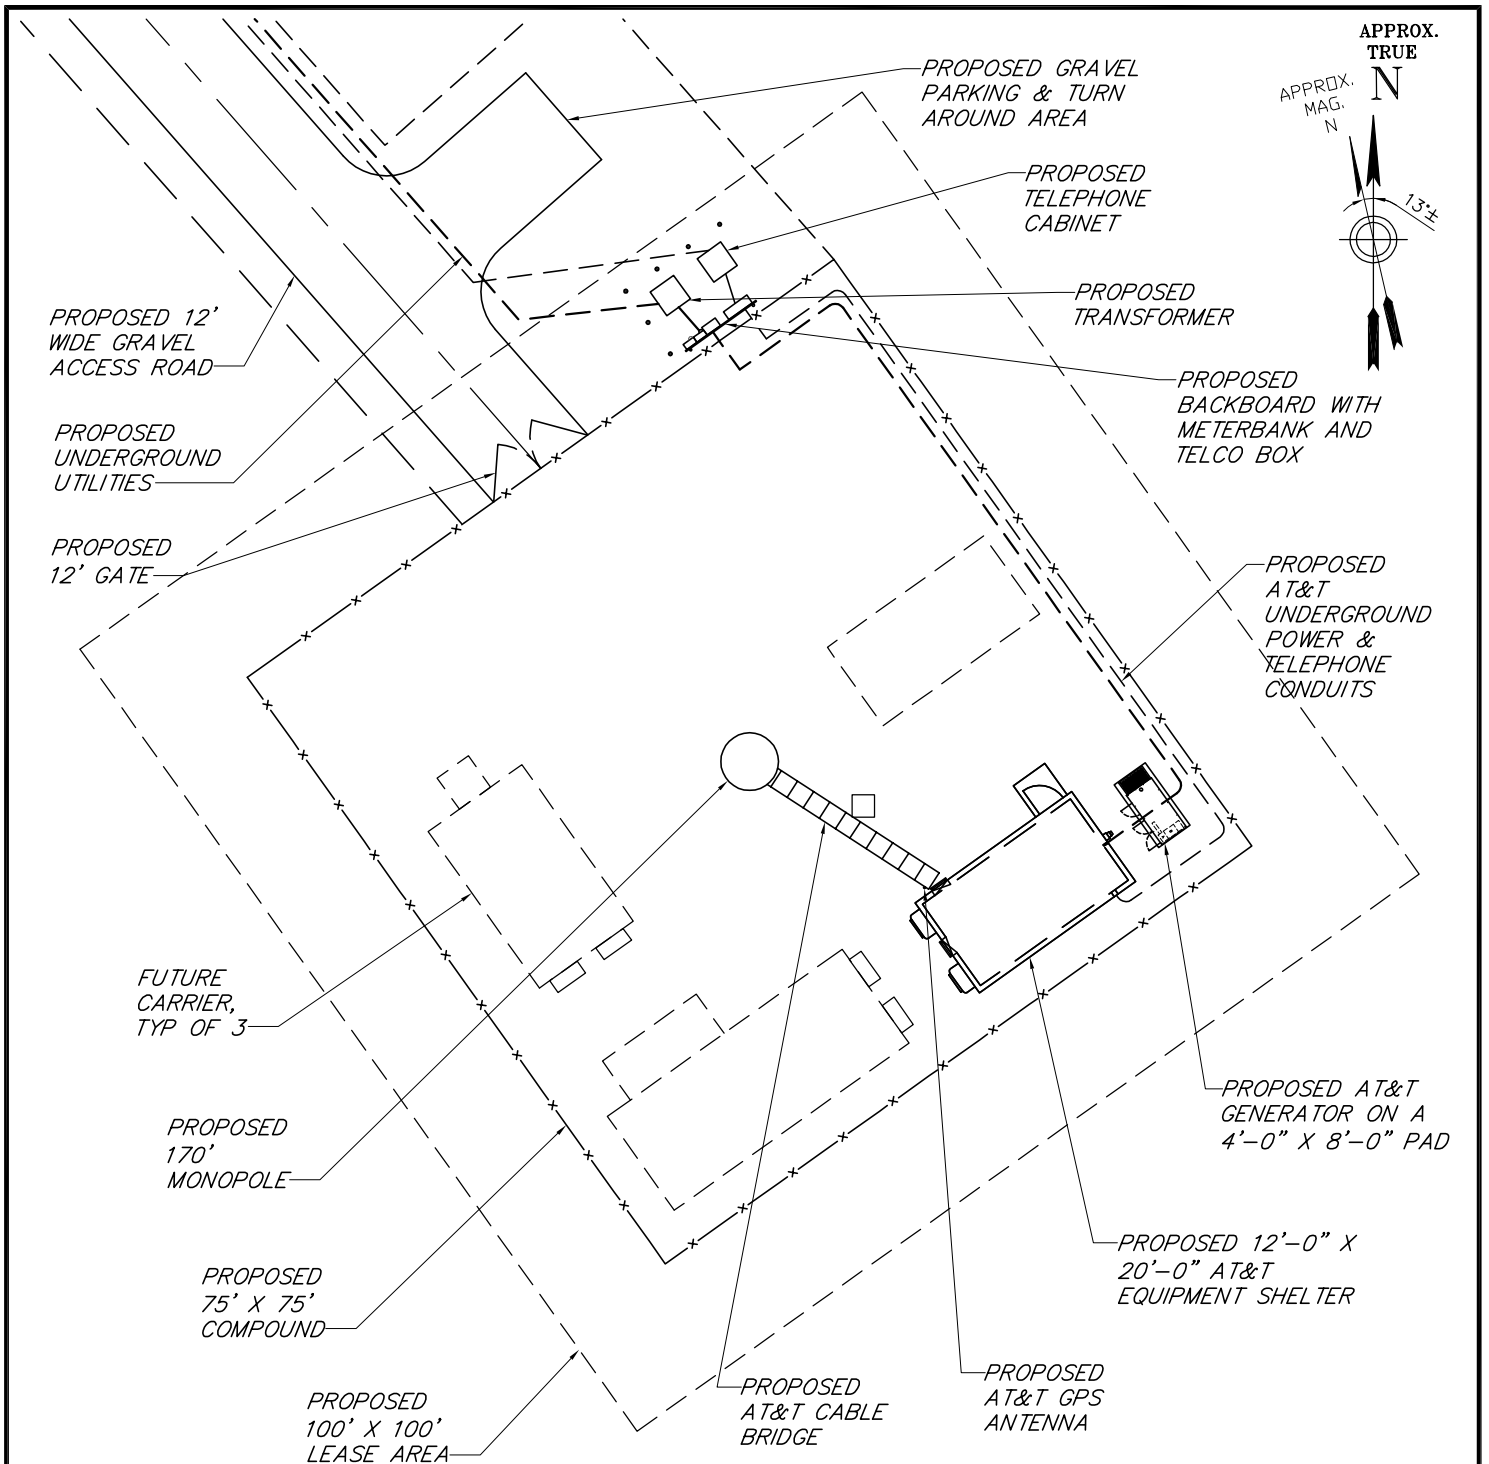 APPROX.
TRUE
N
APPROX.
MAG.
N
13°±
PROPOSED GRAVEL
PARKING & TURN
AROUND AREA
PROPOSED
TELEPHONE
CABINET
PROPOSED
TRANSFORMER
PROPOSED
BACKBOARD WITH
METERBANK AND
TELCO BOX
PROPOSED 12'
WIDE GRAVEL
ACCESS ROAD
PROPOSED
UNDERGROUND
UTILITIES
PROPOSED
12' GATE
PROPOSED
AT&T
UNDERGROUND
POWER &
TELEPHONE
CONDUITS
FUTURE
CARRIER,
TYP OF 3
PROPOSED
170'
MONOPOLE
PROPOSED
75' X 75'
COMPOUND
PROPOSED
100' X 100'
LEASE AREA
PROPOSED
AT&T CABLE
BRIDGE
PROPOSED
AT&T GPS
ANTENNA
PROPOSED 12'-0" X
20'-0" AT&T
EQUIPMENT SHELTER
PROPOSED AT&T
GENERATOR ON A
4'-0" X 8'-0" PAD